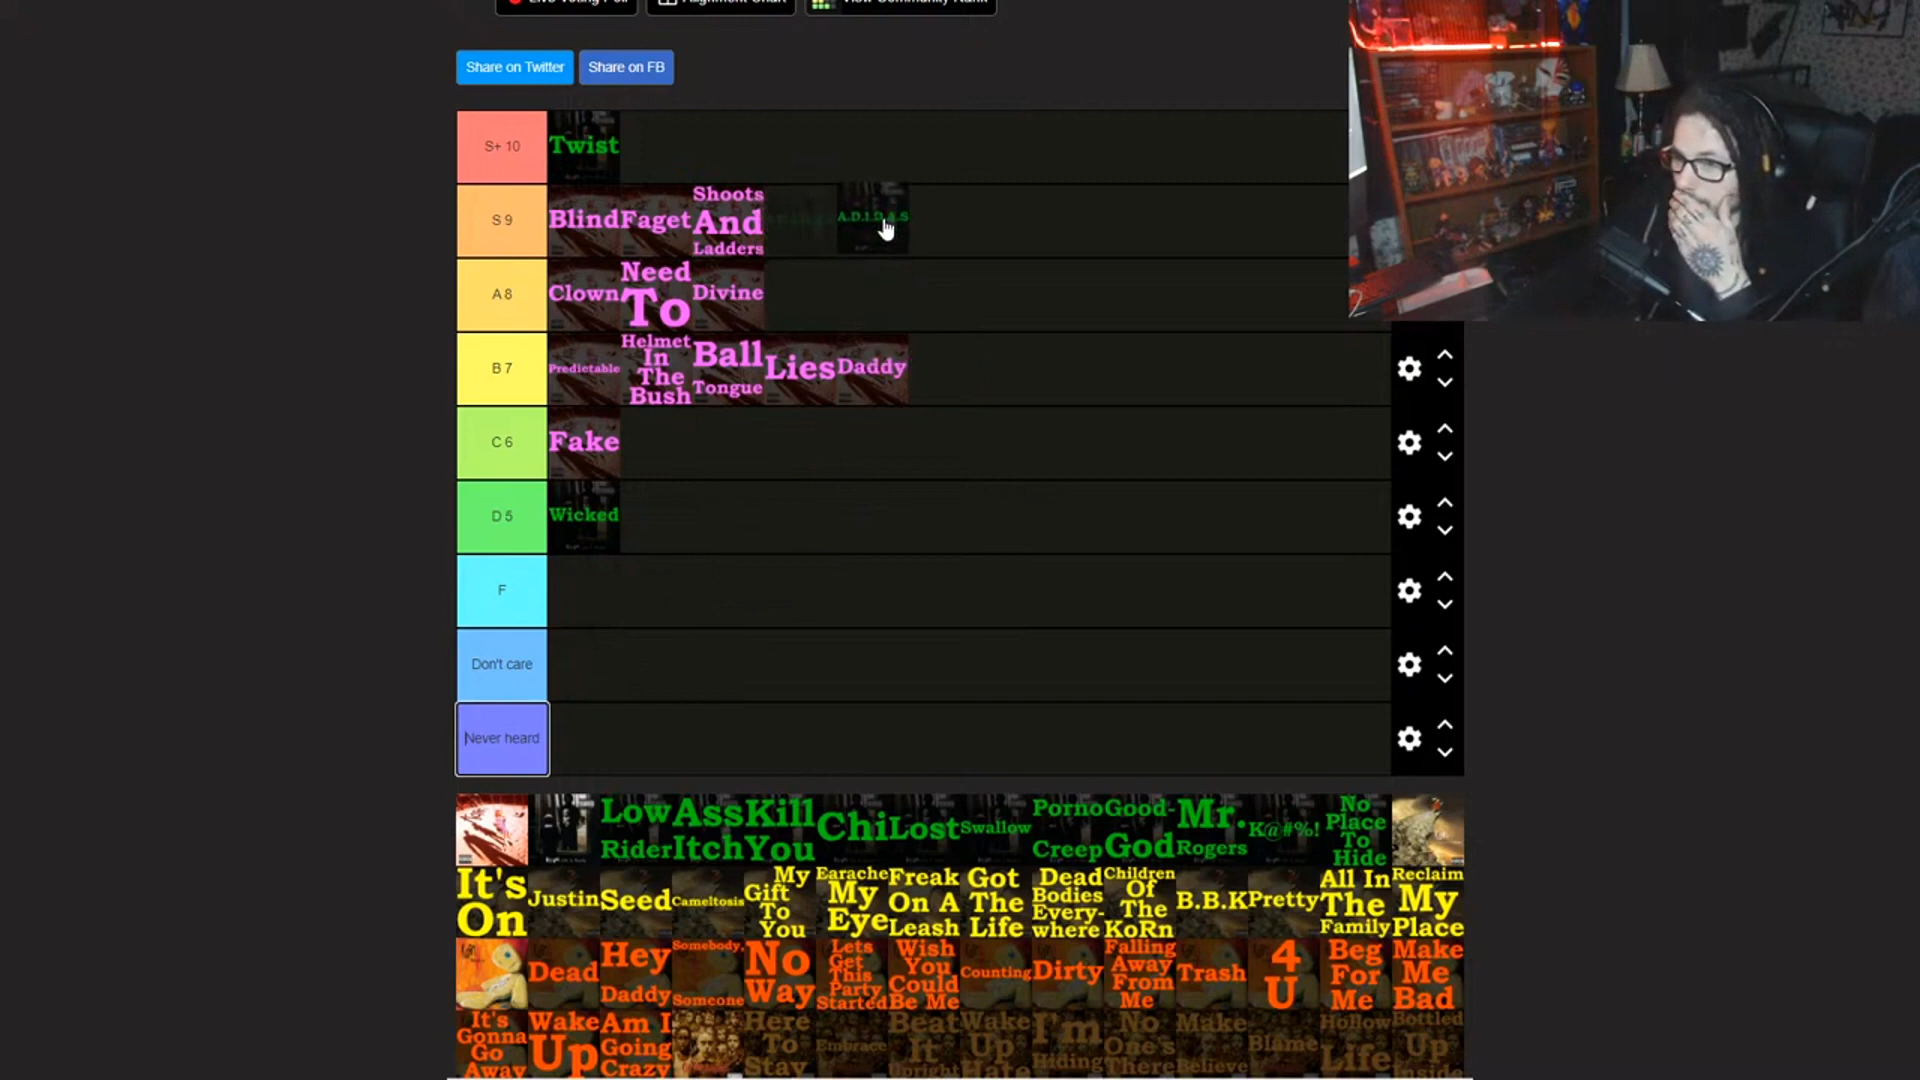 Live Voting Poll
Alignment Chart
View Community Rank
Share on Twitter
Share on FB
S+ 10
Twist
S 9
Blind
Faget
Shoots
And
Ladders
A.D.I.D.A.S
A 8
Clown
Need
To
Divine
B 7
Predictable
Helmet
In
The
Bush
Ball
Tongue
Lies
Daddy
C 6
Fake
D 5
Wicked
F
Don't care
Never heard
Low
Rider
Ass
Itch
Kill
You
Chi
Lost
Swallow
Porno
Creep
Good-
God
Mr.
Rogers
K@#%!
No
Place
To
Hide
It's
On
Justin
Seed
Cameltosis
My
Gift
To
You
Earache
My
Eye
Freak
On A
Leash
Got
The
Life
Dead
Bodies
Every-
where
Children
Of
The
KoRn
B.B.K
Pretty
All In
The
Family
Reclaim
My
Place
Dead
Hey
Daddy
Somebody,
Someone
No
Way
Lets
Get
This
Party
Started
Wish
You
Could
Be Me
Counting
Dirty
Falling
Away
From
Me
Trash
4
U
Beg
For
Me
Make
Me
Bad
It's
Gonna
Go
Away
Wake
Up
Am I
Going
Crazy
Here
To
Stay
Embrace
Beat
It
Upright
Wake
Up
Hate
I'm
Hiding
No
One's
There
Make
Believe
Blame
Hollow
Life
Bottled
Up
Inside